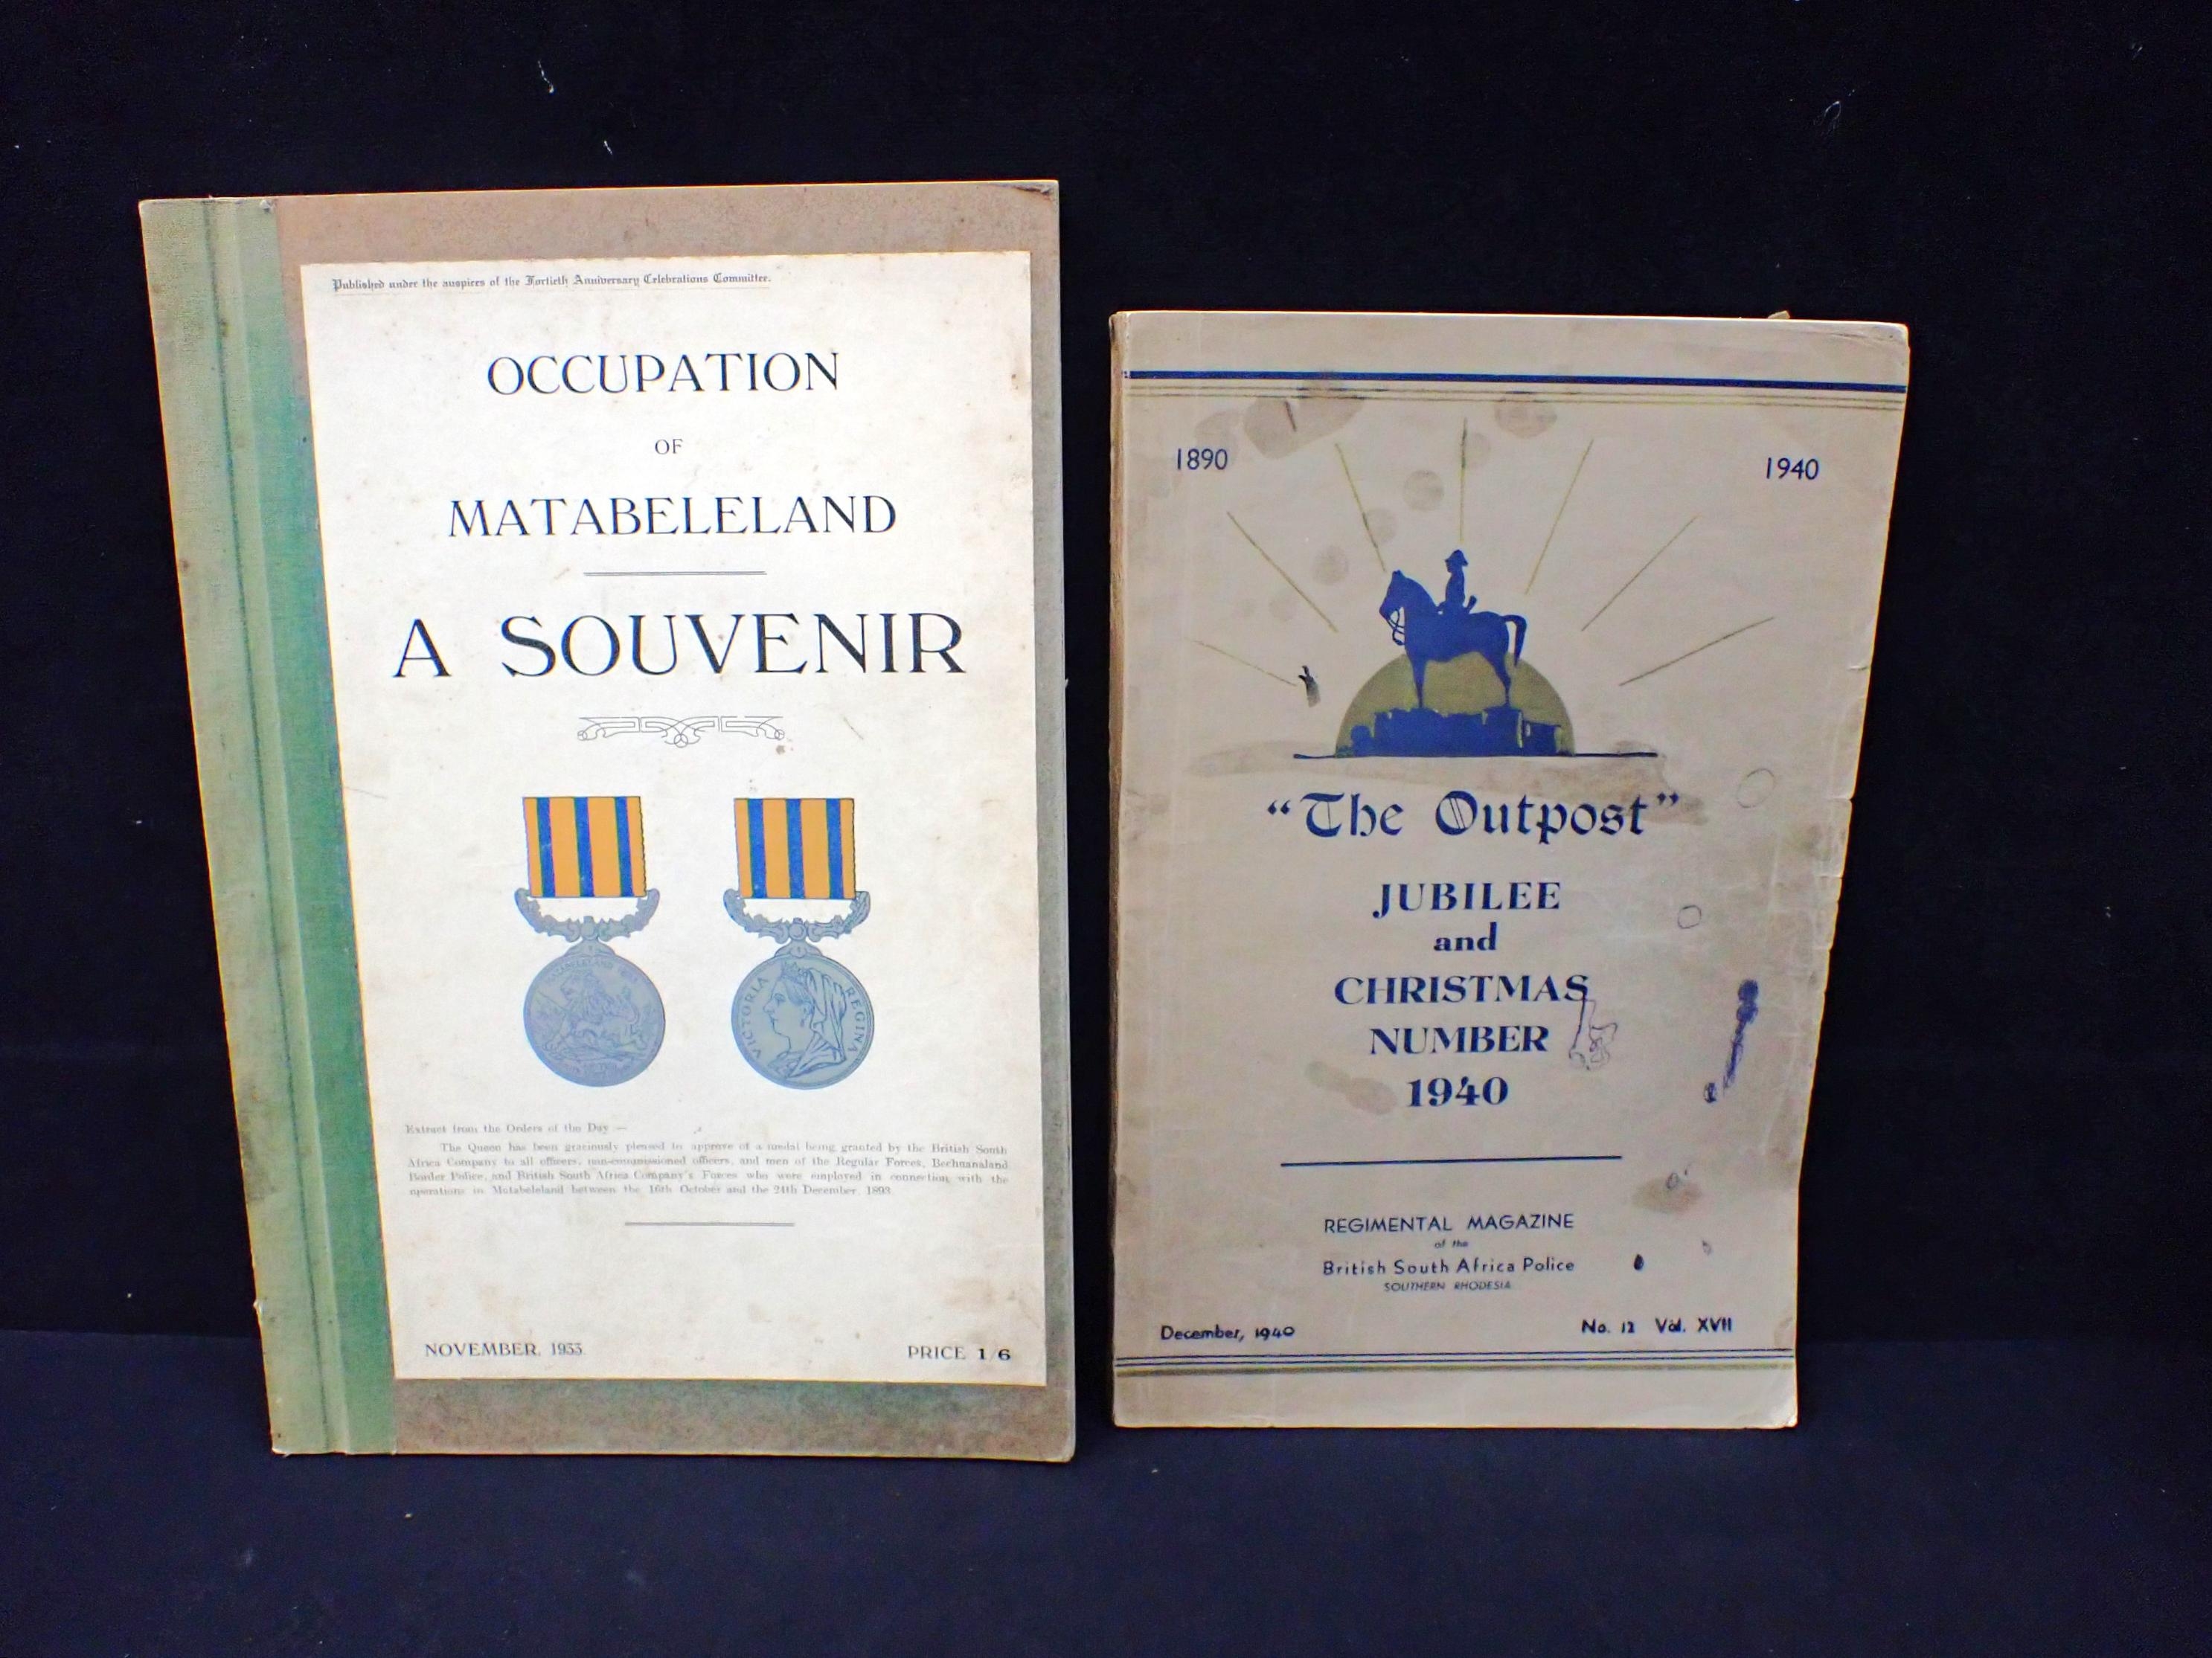 Published under the auspices of the Fortieth Anniversary Celebrations Committee.
OCCUPATION
OF
MATABELELAND
A SOUVENIR
VICTORIA REGINA
Extract from the Orders of the Day —
The Queen has been graciously pleased to approve of a medal being granted by the British South
Africa Company to all officers, non-commissioned officers, and men of the Regular Forces, Bechuanaland
Border Police, and British South Africa Company's Forces who were employed in connection with the
operations in Matabeleland between the 16th October and the 24th December 1893
NOVEMBER. 1933.
PRICE 1/6
1890
1940
"The Outpost"
JUBILEE
and
CHRISTMAS
NUMBER
1940
REGIMENTAL MAGAZINE
of the
British South Africa Police
SOUTHERN RHODESIA
December, 1940
No. 12 Vol. XVII